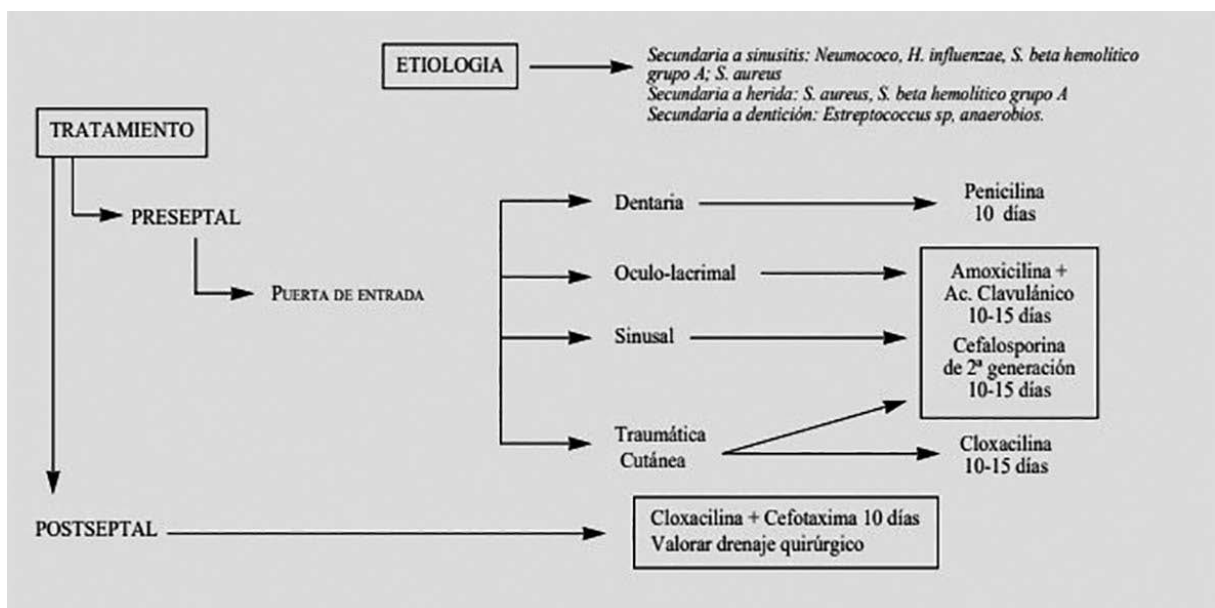 ETIOLOGIA
Secundaria a sinusitis: Neumococo, H. influenzae, S. beta hemolítico
grupo A; S. aureus
Secundaria a herida: S. aureus, S. beta hemolítico grupo A
Secundaria a dentición: Estreptococcus sp, anaerobios.
TRATAMIENTO
PRESEPTAL
PUERTA DE ENTRADA
Dentaria
Penicilina
10 días
Oculo-lacrimal
Sinusal
Amoxicilina +
Ac. Clavulánico
10-15 días
Cefalosporina
de 2ª generación
10-15 días
Traumática
Cutánea
Cloxacilina
10-15 días
POSTSEPTAL
Cloxacilina + Cefotaxima 10 días
Valorar drenaje quirúrgico